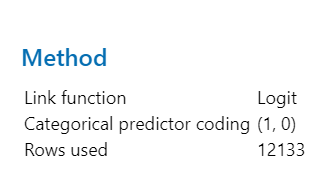 Method
Link function Logit
Categorical predictor coding (1, 0)
Rows used 12133